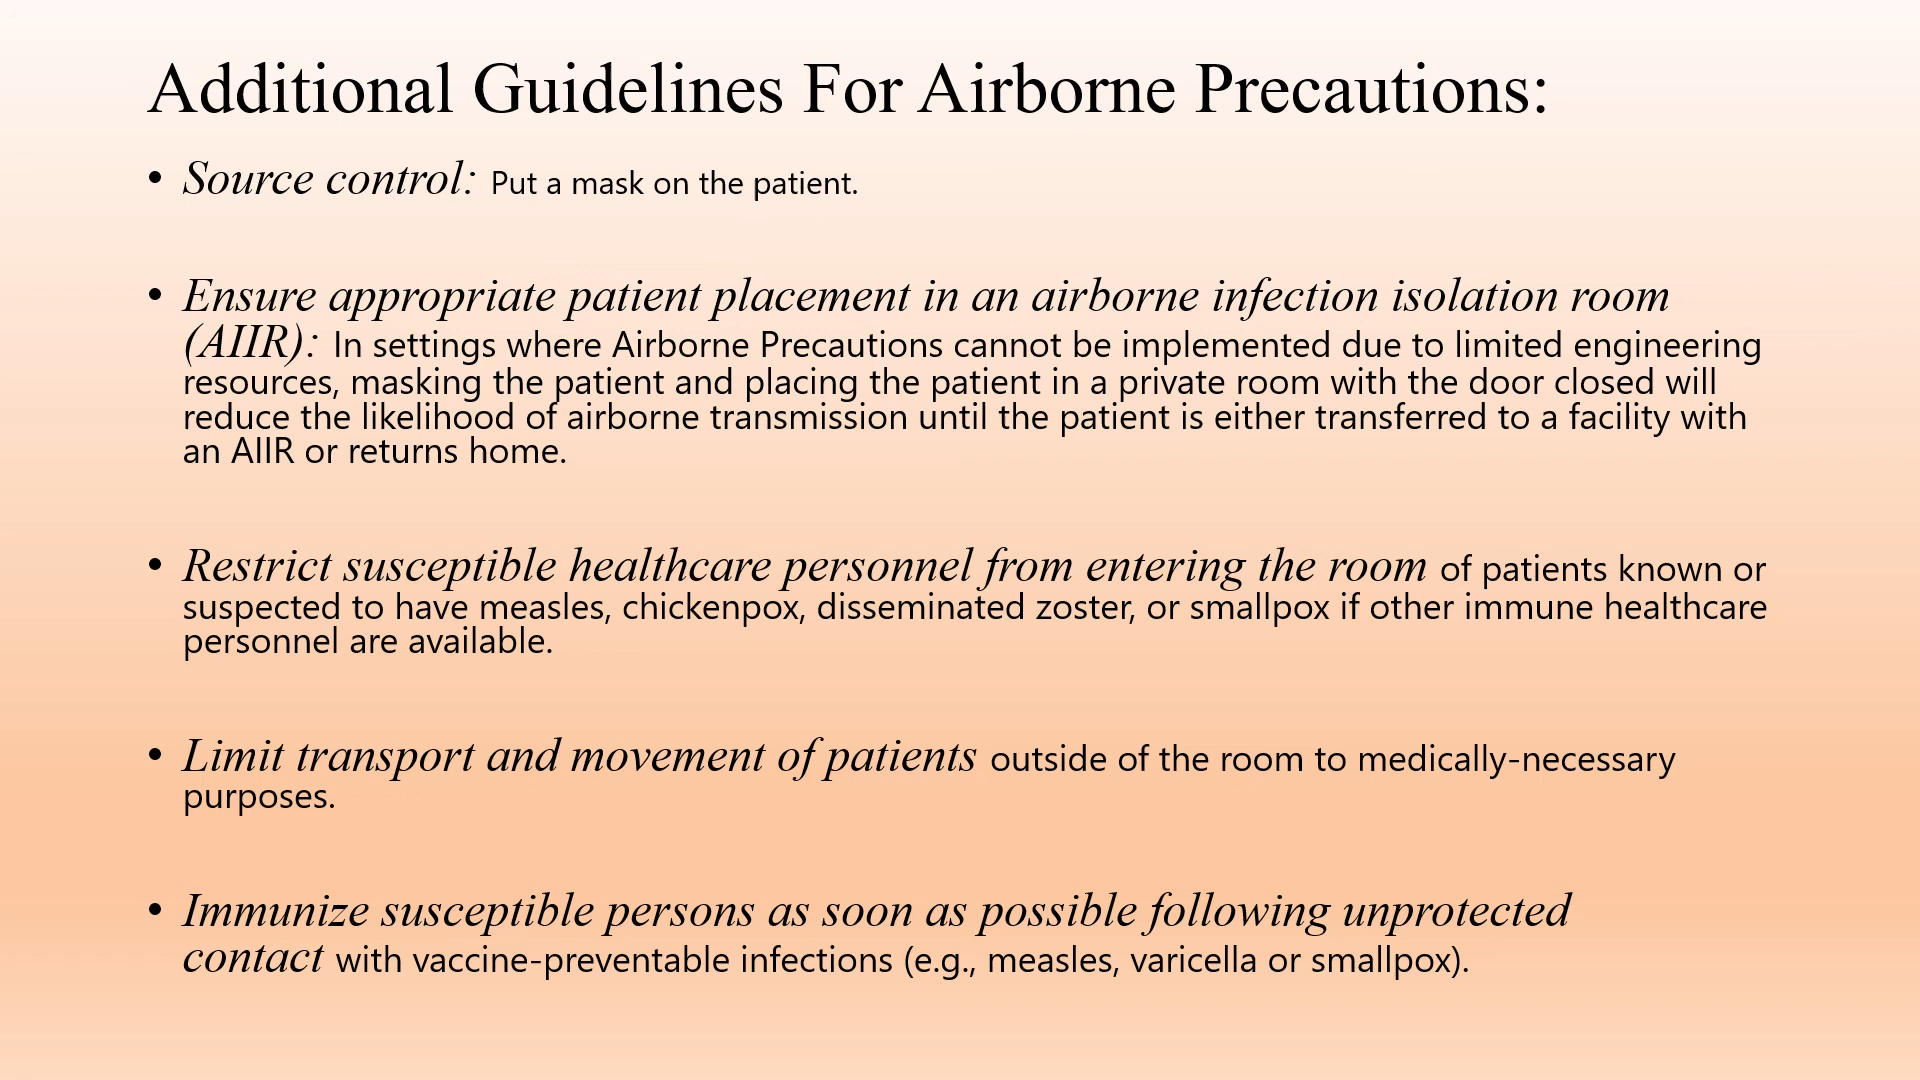 Additional Guidelines For Airborne Precautions:
• Source control: Put a mask on the patient.
• Ensure appropriate patient placement in an airborne infection isolation room
(AIIR): In settings where Airborne Precautions cannot be implemented due to limited engineering
resources, masking the patient and placing the patient in a private room with the door closed will
reduce the likelihood of airborne transmission until the patient is either transferred to a facility with
an AIIR or returns home.
• Restrict susceptible healthcare personnel from entering the room of patients known or
suspected to have measles, chickenpox, disseminated zoster, or smallpox if other immune healthcare
personnel are available.
• Limit transport and movement of patients outside of the room to medically-necessary
purposes.
• Immunize susceptible persons as soon as possible following unprotected
contact with vaccine-preventable infections (e.g., measles, varicella or smallpox).